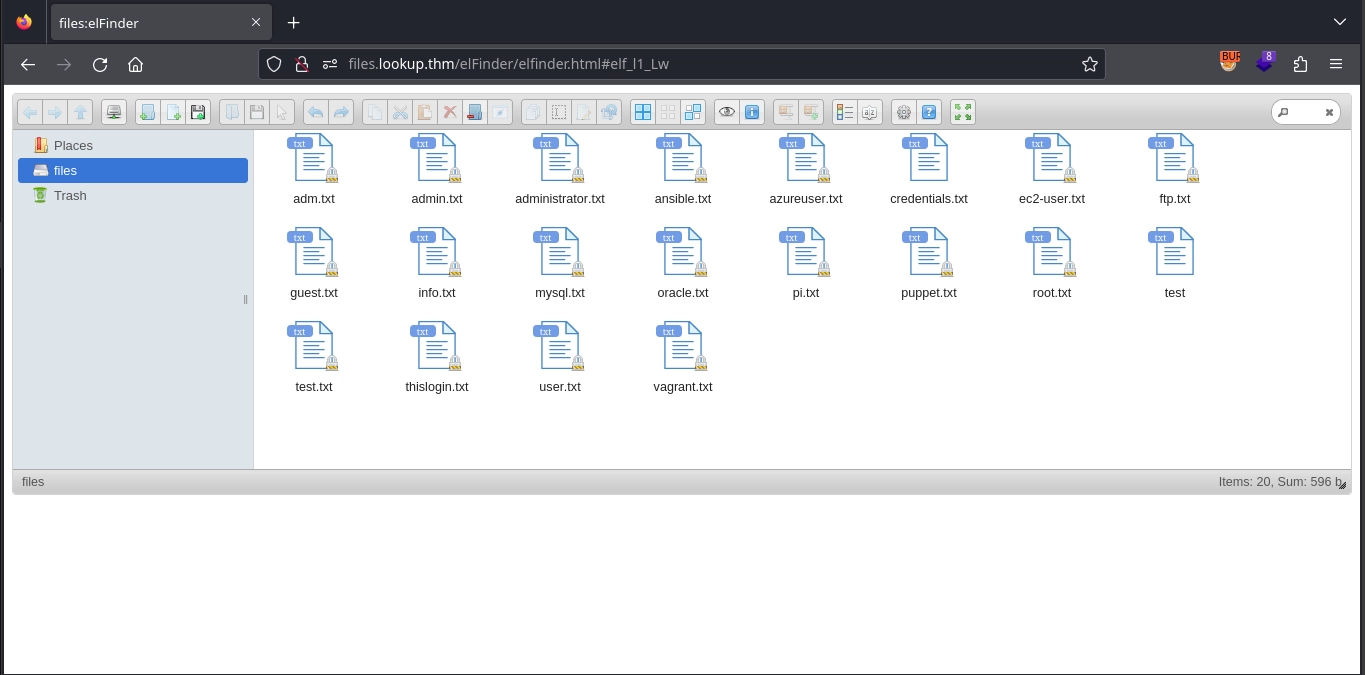 files:elFinder
files.lookup.thm/elFinder/elfinder.html#elf_l1_Lw
BUR
8
Places
files
Trash
txt txt txt txt txt txt txt txt
adm.txt admin.txt administrator.txt ansible.txt azureuser.txt credentials.txt ec2-user.txt ftp.txt
txt txt txt txt txt txt txt txt
guest.txt info.txt mysql.txt oracle.txt pi.txt puppet.txt root.txt test
txt txt txt txt
test.txt thislogin.txt user.txt vagrant.txt
files Items: 20, Sum: 596 b